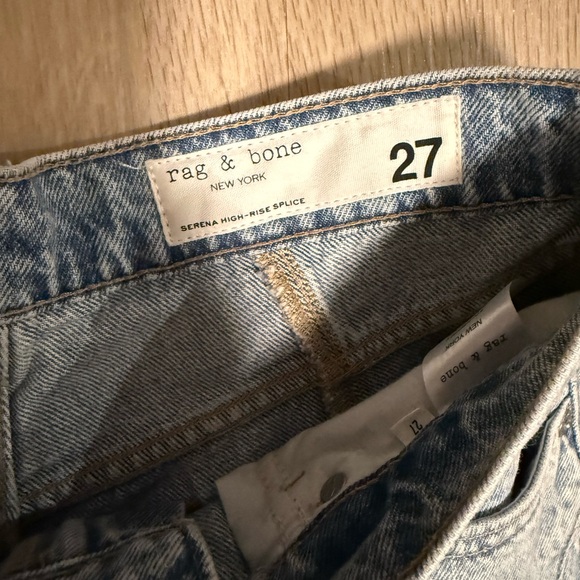 rag & bone
NEW YORK
27
SERENA HIGH-RISE SPLICE
NEW YORK
rag & bone
27